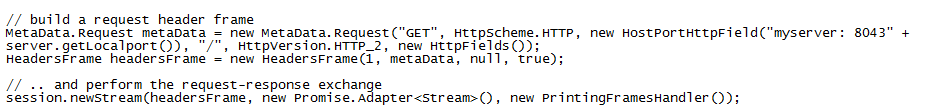 // build a request header frame
MetaData.Request metaData = new MetaData.Request("GET", HttpScheme.HTTP, new HostPortHttpField("myserver: 8043" +
server.getLocalport()), "/", HttpVersion.HTTP_2, new HttpFields());
HeadersFrame headersFrame = new HeadersFrame(1, metaData, null, true);
// .. and perform the request-response exchange
session.newStream(headersFrame, new Promise.Adapter<Stream>(), new PrintingFramesHandler());